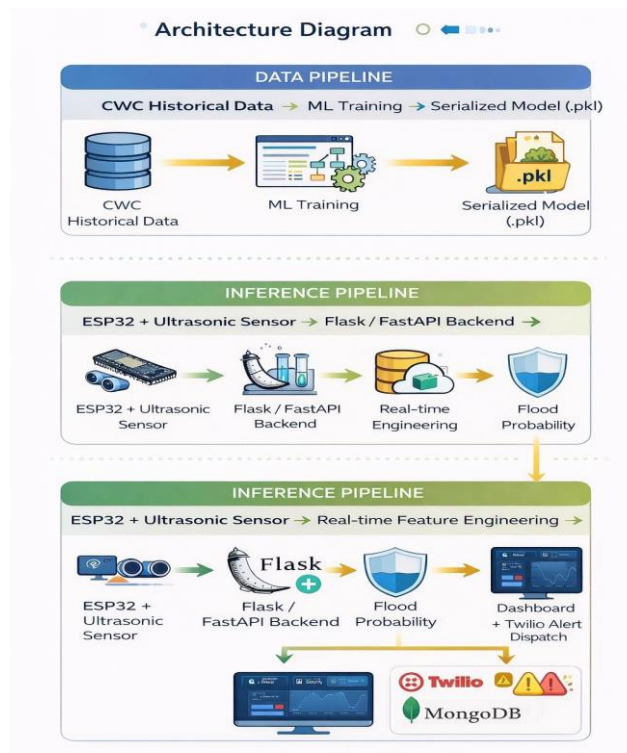 Architecture Diagram
DATA PIPELINE
CWC Historical Data → ML Training → Serialized Model (.pkl)
.pkl
CWC
Historical Data
ML Training
Serialized Model
(.pkl)
INFERENCE PIPELINE
ESP32 + Ultrasonic Sensor → Flask / FastAPI Backend →
ESP32 + Ultrasonic
Sensor
Flask / FastAPI
Backend
Real-time
Engineering
Flood
Probability
INFERENCE PIPELINE
ESP32 + Ultrasonic Sensor → Real-time Feature Engineering →
Flask
ESP32 +
Ultrasonic
Sensor
Flask /
FastAPI Backend
Flood
Probability
Dashboard
+ Twilio Alert
Dispatch
Twilio
MongoDB